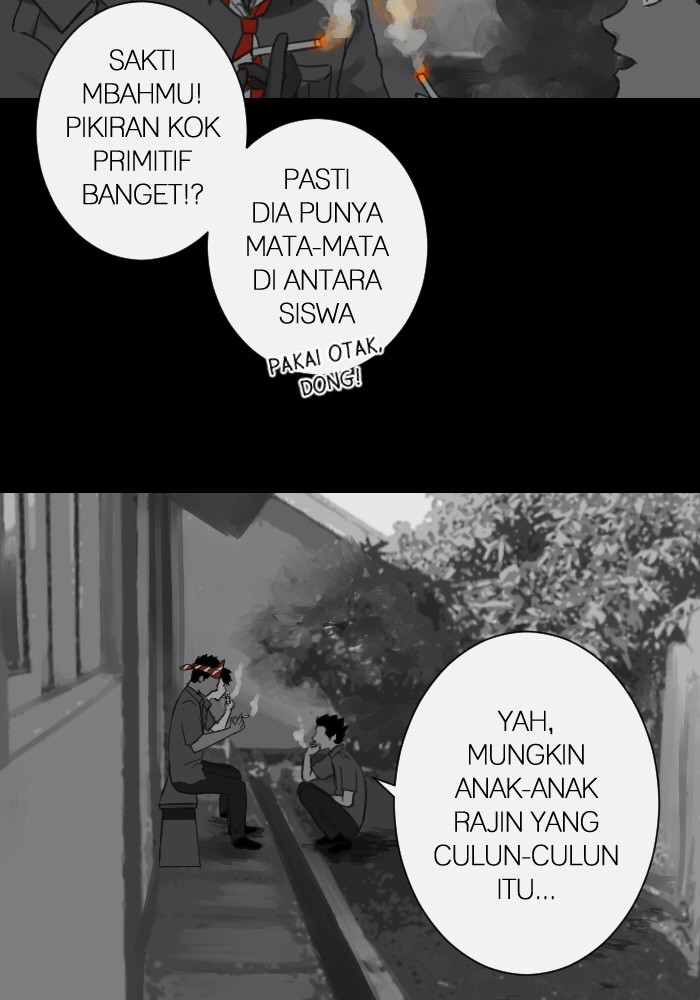 SAKTI
MBAHMU!
PIKIRAN KOK
PRIMITIF
BANGET!?
PASTI
DIA PUNYA
MATA-MATA
DI ANTARA
SISWA
PAKAI OTAK,
DONG!
YAH,
MUNGKIN
ANAK-ANAK
RAJIN YANG
CULUN-CULUN
ITU...